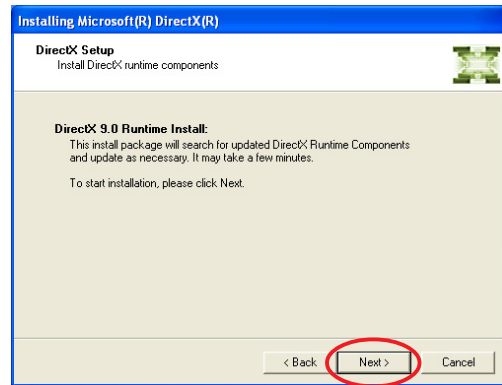 Installing Microsoft(R) DirectX(R)
DirectX Setup
Install DirectX runtime components
DirectX 9.0 Runtime Install:
This install package will search for updated DirectX Runtime Components
and update as necessary. It may take a few minutes.
To start installation, please click Next.
< Back Next > Cancel